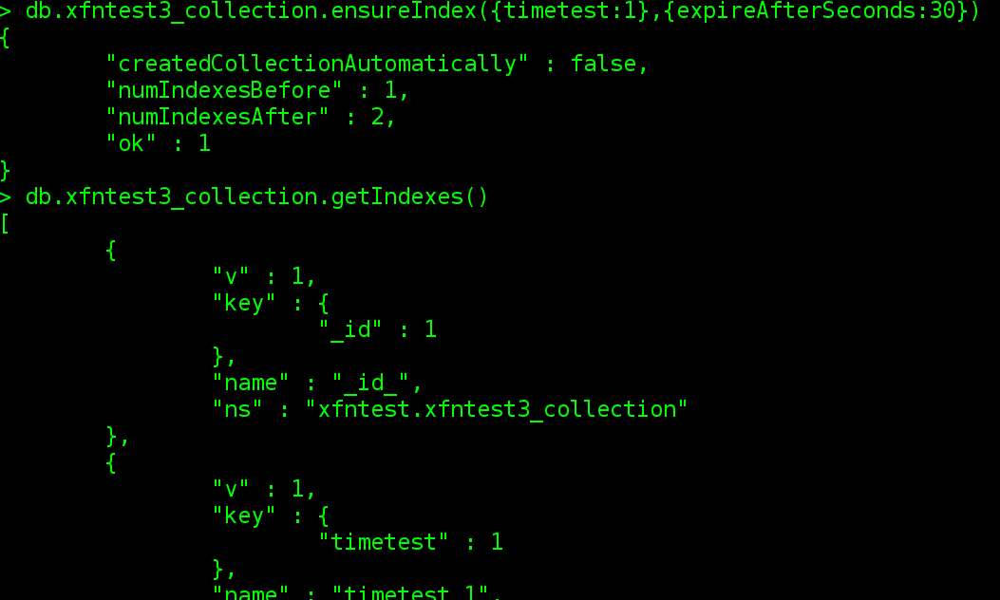 > db.xfntest3_collection.ensureIndex({timetest:1},{expireAfterSeconds:30})
{
        "createdCollectionAutomatically" : false,
        "numIndexesBefore" : 1,
        "numIndexesAfter" : 2,
        "ok" : 1
}
> db.xfntest3_collection.getIndexes()
[
        {
                "v" : 1,
                "key" : {
                        "_id" : 1
                },
                "name" : "_id_",
                "ns" : "xfntest.xfntest3_collection"
        },
        {
                "v" : 1,
                "key" : {
                        "timetest" : 1
                },
                "name" : "timetest_1",